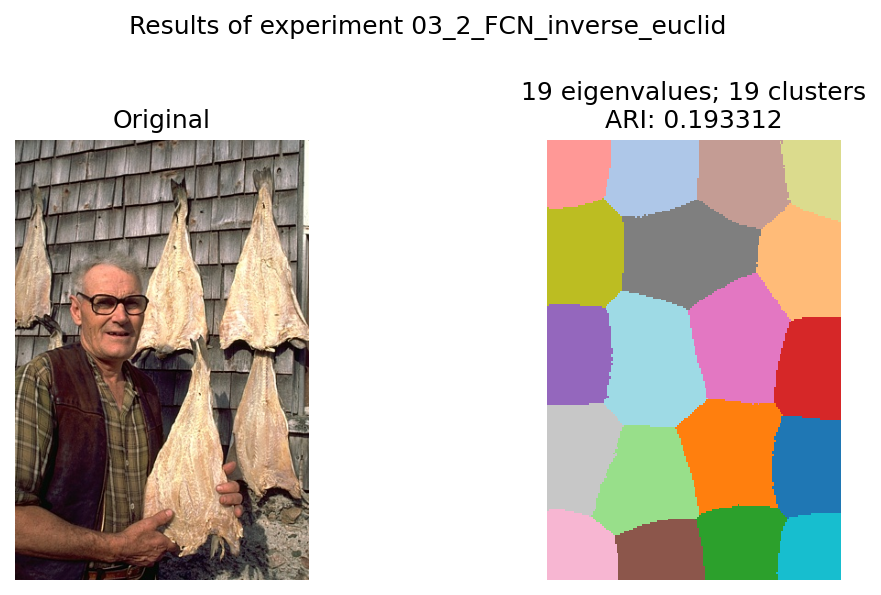 Results of experiment 03_2_FCN_inverse_euclid
Original
19 eigenvalues; 19 clusters
ARI: 0.193312